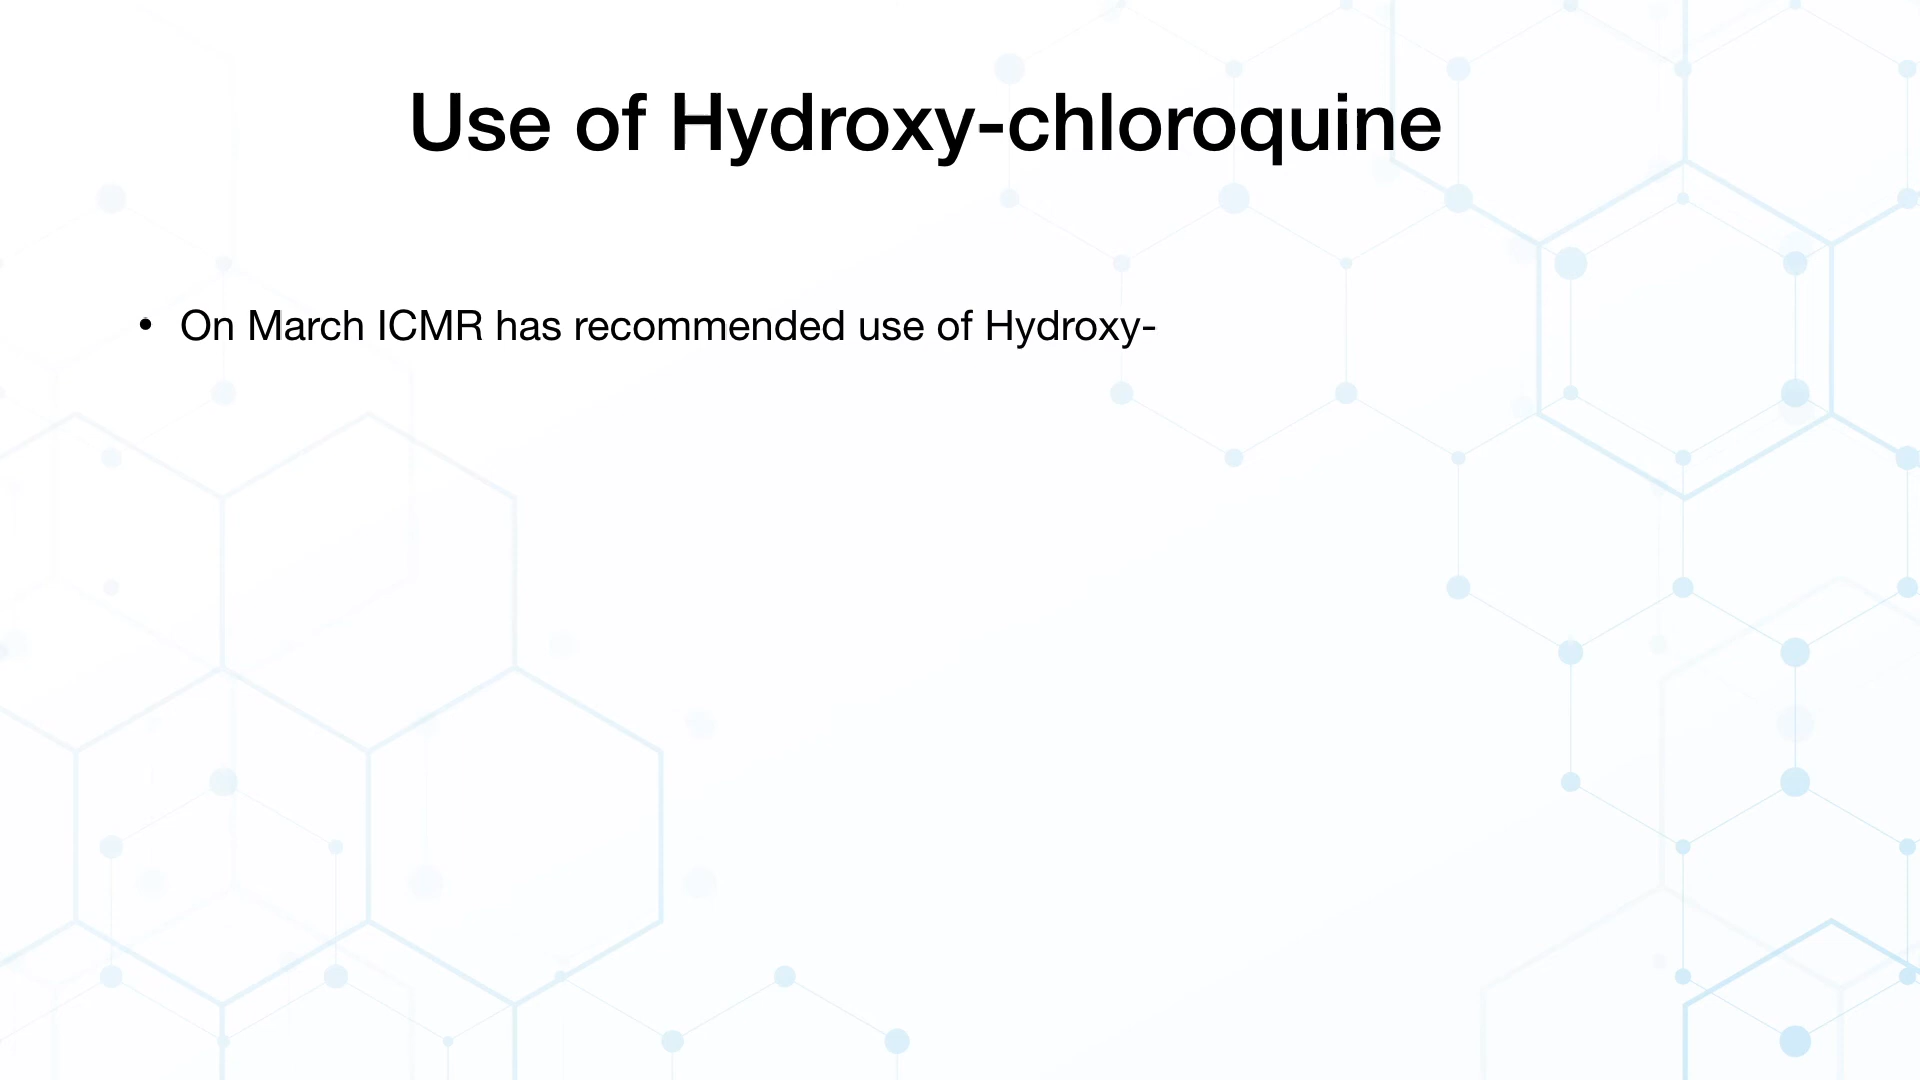 Use of Hydroxy-chloroquine
• On March ICMR has recommended use of Hydroxy-